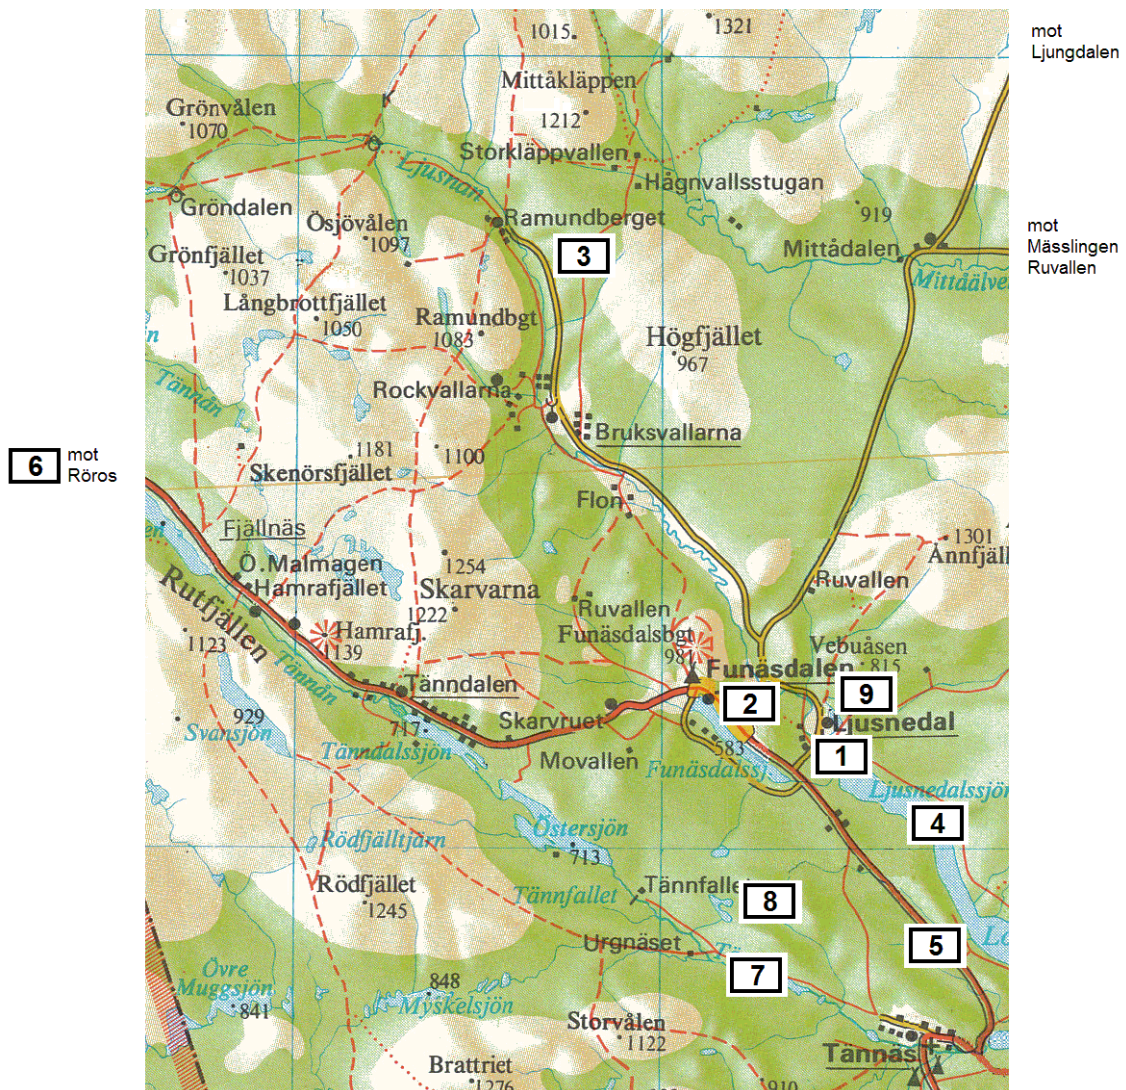 1015
1321
mot
Ljungdalen
Mittåkläppen
Grönvålen
1070
1212
Storkläppvallen
Ljusnan
Hågnvallsstugan
Gröndalen
Ösjövålen
1097
Ramundberget
919
mot
Mässlingen
Ruvallen
Grönfjället
1037
3
Mittådalen
Mittåälve
Långbrottfjället
1050
Ramundbgt
1083
Högfjället
967
Tännån
Rockvallarna
Bruksvallarna
1181
1100
6
mot
Röros
Skenörsfjället
Flon
Fjällnäs
1301
Annfjäll
Ö. Malmagen
Hamrafjället
1254
Skarvarna
1222
Ruvallen
Ruvallen
Rutfjällen
Hamrafj.
1139
1123
Funäsdalsbgt
981
Vebuåsen
815
Funäsdalen
Tännån
Tänndalen
9
2
929
Svansjön
717
Tänndalssjön
Skarvruet
Ljusnedal
Movallen
583
Funäsdalssj.
1
Ljusnedalssjön
4
Rödfjälltjärn
Östersjön
713
Rödfjället
1245
Tännfallet
Tännfallet
8
Urgnäset
5
7
Övre
Muggsjön
841
848
Myskelsjön
Storvålen
1122
Tännäs
Brattriet
1276
910